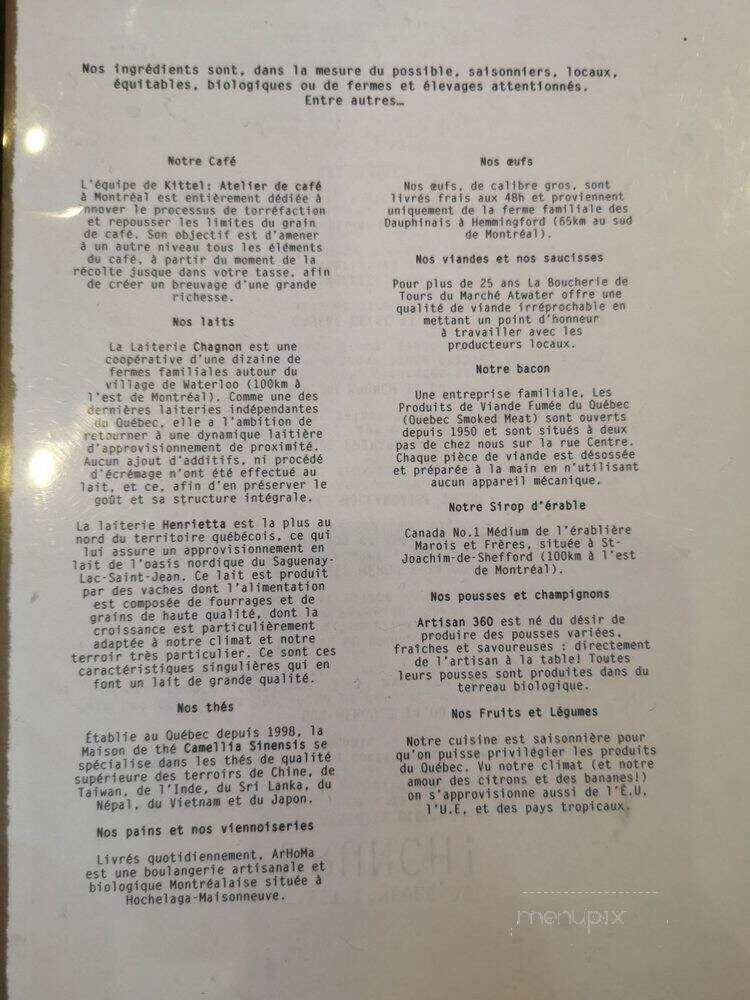 Nos ingrédients sont, dans la mesure du possible, saisonniers, locaux,
équitables, biologiques ou de fermes et élevages attentionnés.
Entre autres…
Notre Café
L'équipe de Kittel: Atelier de café
à Montréal est entièrement dédiée à
nnover le processus de torréfaction
et repousser les limites du grain
de café. Son objectif est d'amener
à un autre niveau tous les éléments
du café, à partir du moment de la
récolte jusque dans votre tasse, afin
de créer un breuvage d'une grande
richesse.
Nos laits
La Laiterie Chagnon est une
coopérative d'une dizaine de
fermes familiales autour du
village de Waterloo (100km à
l'est de Montréal). Comme une des
dernières laiteries indépendantes
du Québec, elle a l'ambition de
retourner à une dynamique laitière
d'approvisionnement de proximité.
Aucun ajout d'additifs, ni procédé
d'écrémage n'ont été effectué au
lait, et ce, afin d'en préserver le
goût et sa structure intégrale.
La laiterie Henrietta est la plus au
nord du territoire québécois, ce qui
lui assure un approvisionnement en
lait de l'oasis nordique du Saguenay-
Lac-Saint-Jean. Ce lait est produit
par des vaches dont l'alimentation
est composée de fourrages et de
grains de haute qualité, dont la
croissance est particulièrement
adaptée à notre climat et notre
terroir très particulier. Ce sont ces
caractéristiques singulières qui en
font un lait de grande qualité.
Nos thés
Établie au Québec depuis 1998, la
Maison de thé Camellia Sinensis se
spécialise dans les thés de qualité
supérieure des terroirs de Chine, de
Taiwan, de l'Inde, du Sri Lanka, du
Népal, du Vietnam et du Japon.
Nos pains et nos viennoiseries
Livrés quotidiennement, ArHoMa
est une boulangerie artisanale et
biologique Montréalaise située à
Hochelaga-Maisonneuve.
Nos œufs
Nos œufs, de calibre gros, sont
livrés frais aux 48h et proviennent
uniquement de la ferme familiale des
Dauphinais à Hemmingford (65km au sud
de Montréal).
Nos viandes et nos saucisses
Pour plus de 25 ans La Boucherie de
Tours du Marché Atwater offre une
qualité de viande irréprochable en
mettant un point d'honneur
à travailler avec les
producteurs locaux.
Notre bacon
Une entreprise familiale, Les
Produits de Viande Fumée du Québec
(Quebec Smoked Meat) sont ouverts
depuis 1950 et sont situés à deux
pas de chez nous sur la rue Centre.
Chaque pièce de viande est désossée
et préparée à la main en n'utilisant
aucun appareil mécanique.
Notre Sirop d'érable
Canada No.1 Médium de l'érablière
Marois et Frères, située à St-
Joachim-de-Shefford (100km à l'est
de Montréal).
Nos pousses et champignons
Artisan 360 est né du désir de
produire des pousses variées,
fraîches et savoureuses : directement
de l'artisan à la table! Toutes
leurs pousses sont produites dans du
terreau biologique.
Nos Fruits et Légumes
Notre cuisine est saisonnière pour
qu'on puisse privilégier les produits
du Québec. Vu notre climat (et notre
amour des citrons et des bananes!)
on s'approvisionne aussi de l'É.U,
l'U.E, et des pays tropicaux.
menupix